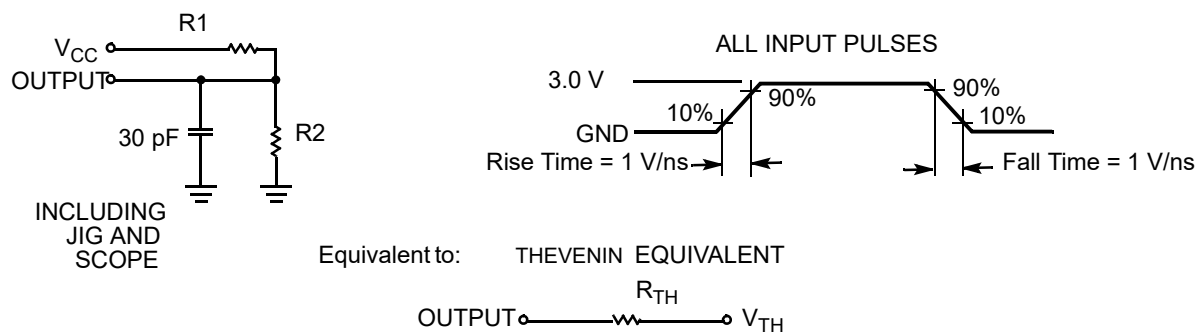 R1
VCC
OUTPUT
30 pF
R2
INCLUDING
JIG AND
SCOPE
ALL INPUT PULSES
3.0 V
GND
10%
90%
90%
10%
Rise Time = 1 V/ns
Fall Time = 1 V/ns
Equivalent to: THEVENIN EQUIVALENT
RTH
OUTPUT
VTH